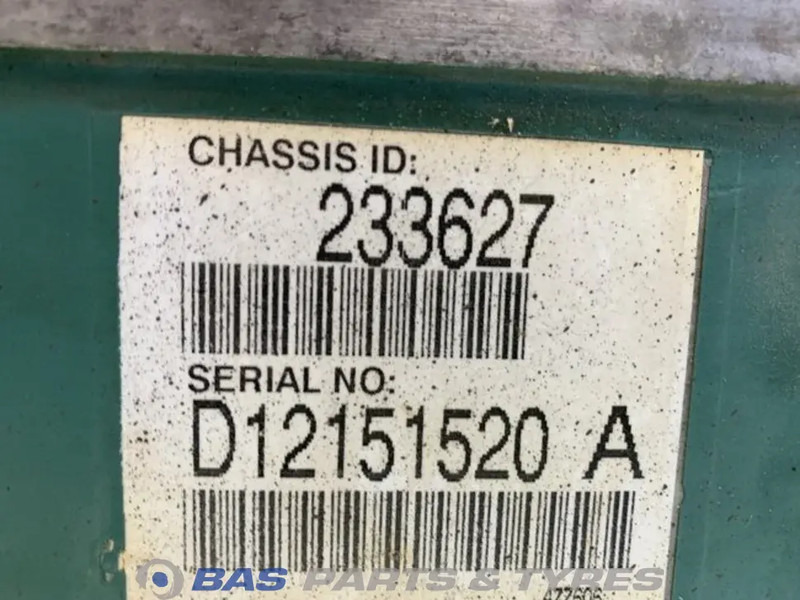 CHASSIS ID:
233627
SERIAL NO:
D12151520 A
BAS PARTS & TYRES